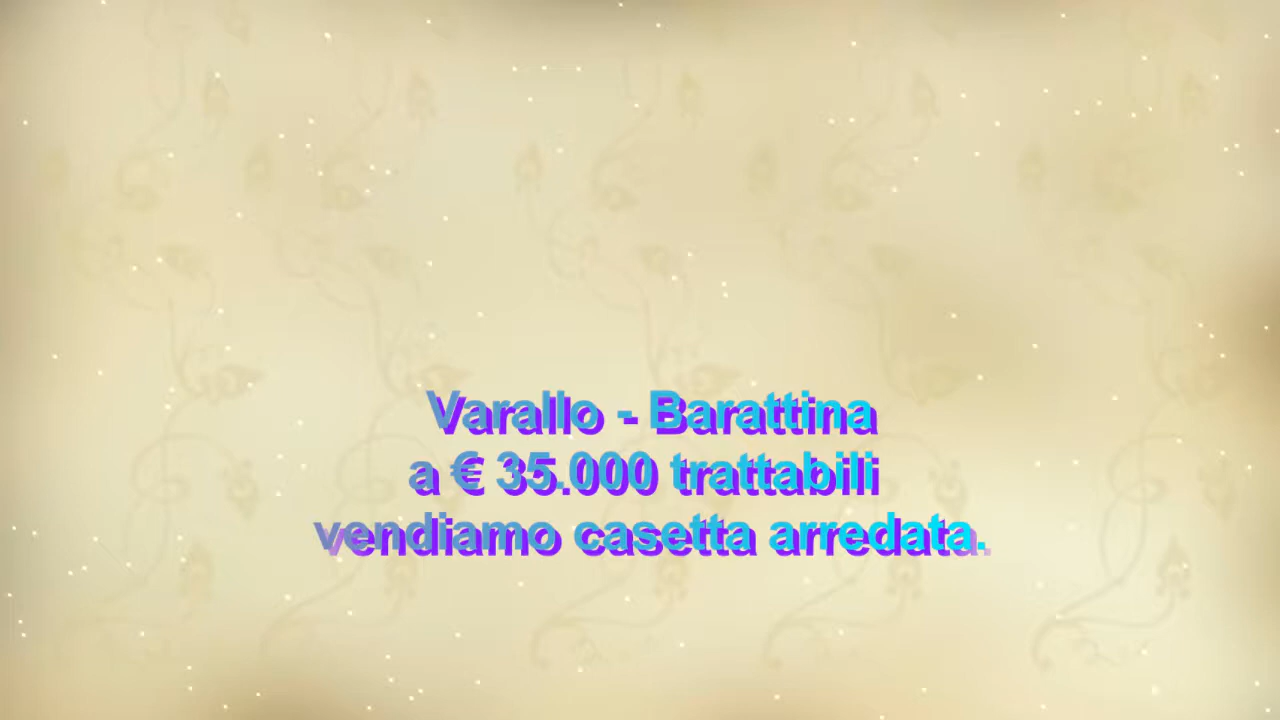 Varallo - Barattina
a € 35.000 trattabili
vendiamo casetta arredata.